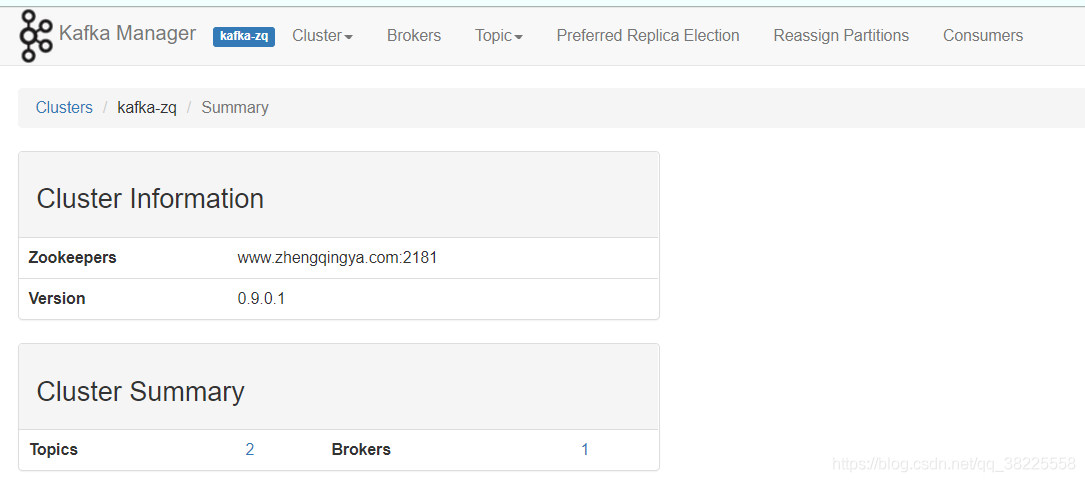 Kafka Manager kafka-zq Cluster Brokers Topic Preferred Replica Election Reassign Partitions Consumers
Clusters / kafka-zq / Summary
Cluster Information
Zookeepers www.zhengqingya.com:2181
Version 0.9.0.1
Cluster Summary
Topics 2 Brokers 1
https://blog.csdn.net/qq_38225558